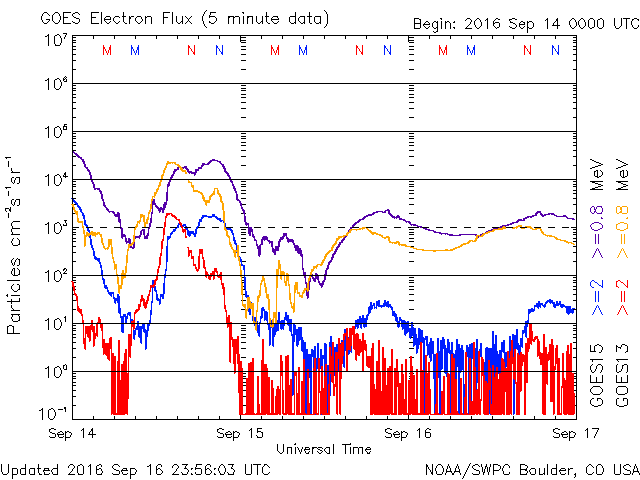 GOES Electron Flux (5 minute data)
Begin: 2016 Sep 14 0000 UTC
10⁷
10⁶
10⁵
10⁴
10³
10²
10¹
10⁰
10⁻¹
M M N N M M N N M M N N
Particles cm⁻²s⁻¹sr⁻¹
GOES15 >=2 >=0.8 MeV
GOES13 >=2 >=0.8 MeV
Sep 14 Sep 15 Sep 16 Sep 17
Universal Time
Updated 2016 Sep 16 23:56:03 UTC
NOAA/SWPC Boulder, CO USA